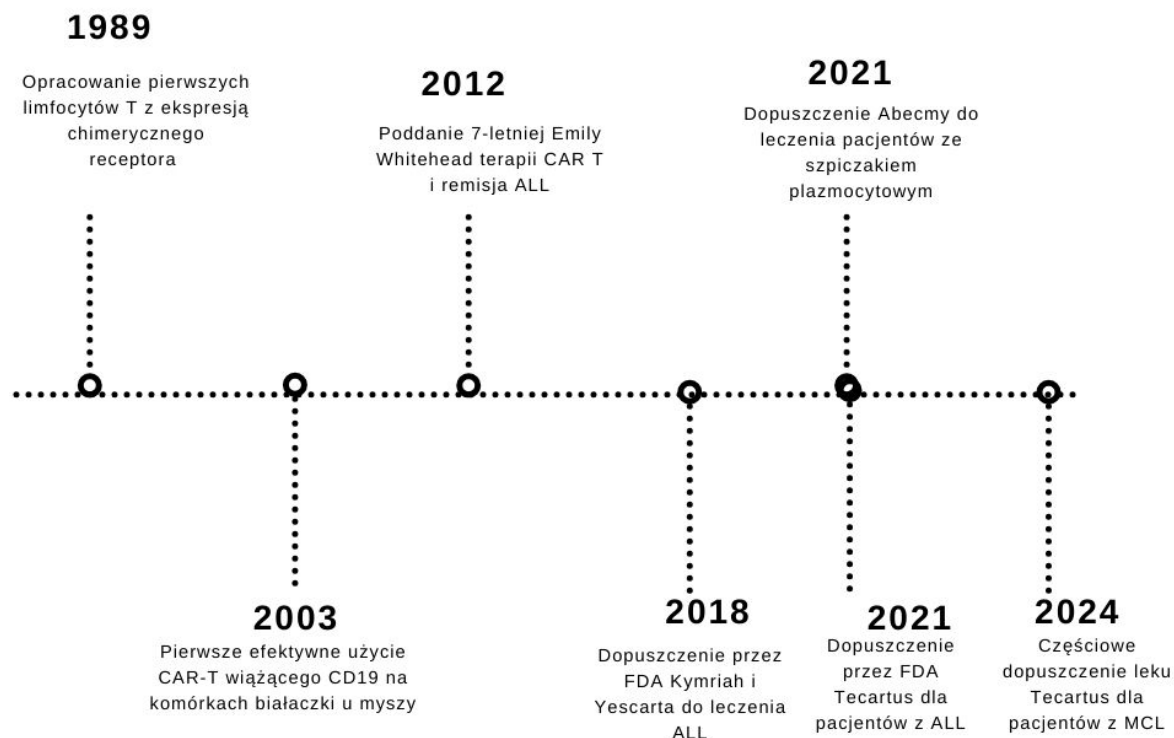 1989
Opracowanie pierwszych
limfocytów T z ekspresją
chimerycznego
receptora
2012
Poddanie 7-letniej Emily
Whitehead terapii CAR T
i remisja ALL
2021
Dopuszczenie Abecmy do
leczenia pacjentów ze
szpiczakiem
plazmocytowym
2003
Pierwsze efektywne użycie
CAR-T wiążącego CD19 na
komórkach białaczki u myszy
2018
Dopuszczenie przez
FDA Kymriah i
Yescarta do leczenia
ALL
2021
Dopuszczenie
przez FDA
Tecartus dla
pacjentów z ALL
2024
Częściowe
dopuszczenie leku
Tecartus dla
pacjentów z MCL